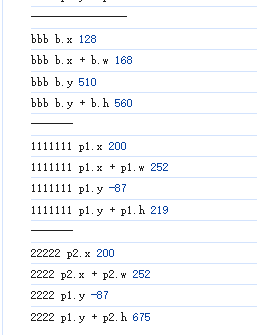 bbb b.x 128
bbb b.x + b.w 168
bbb b.y 510
bbb b.y + b.h 560
1111111 p1.x 200
1111111 p1.x + p1.w 252
1111111 p1.y -87
1111111 p1.y + p1.h 219
22222 p2.x 200
2222 p2.x + p2.w 252
2222 p1.y -87
2222 p1.y + p2.h 675